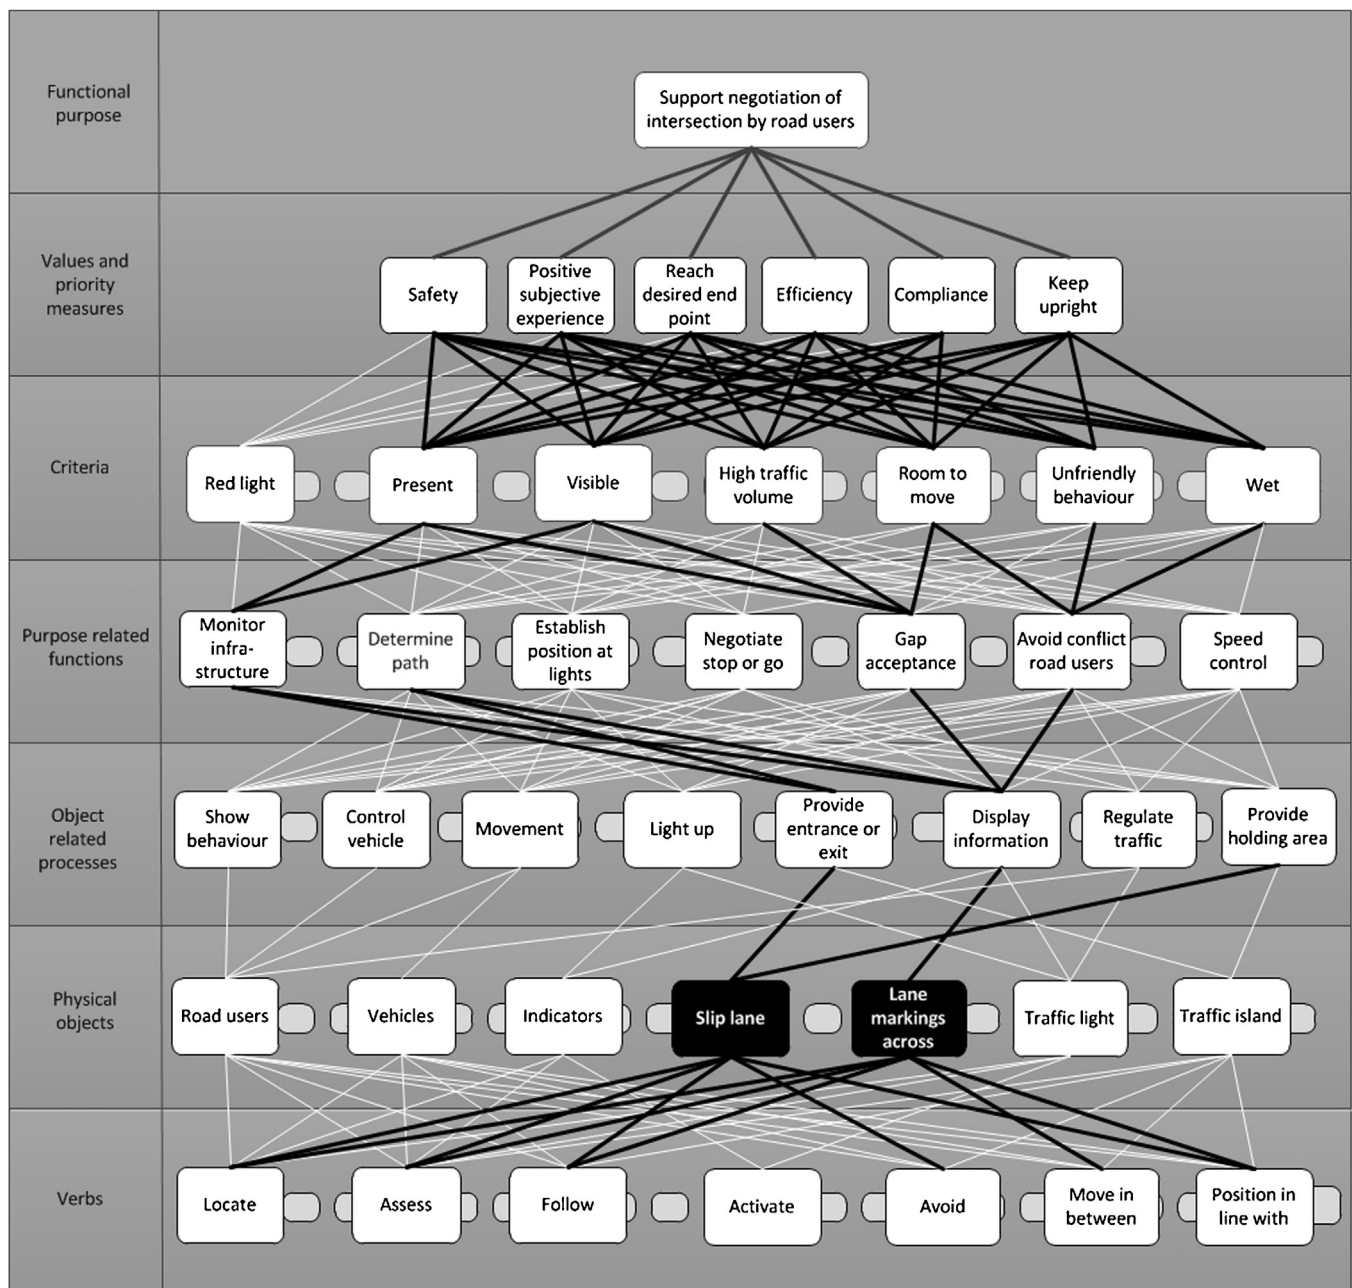 Functional
purpose
Support negotiation of
intersection by road users
Values and
priority
measures
Safety
Positive
subjective
experience
Reach
desired end
point
Efficiency
Compliance
Keep
upright
Criteria
Red light
Present
Visible
High traffic
volume
Room to
move
Unfriendly
behaviour
Wet
Purpose related
functions
Monitor
infra-
structure
Determine
path
Establish
position at
lights
Negotiate
stop or go
Gap
acceptance
Avoid conflict
road users
Speed
control
Object
related
processes
Show
behaviour
Control
vehicle
Movement
Light up
Provide
entrance or
exit
Display
information
Regulate
traffic
Provide
holding area
Physical
objects
Road users
Vehicles
Indicators
Slip lane
Lane
markings
across
Traffic light
Traffic island
Verbs
Locate
Assess
Follow
Activate
Avoid
Move in
between
Position in
line with